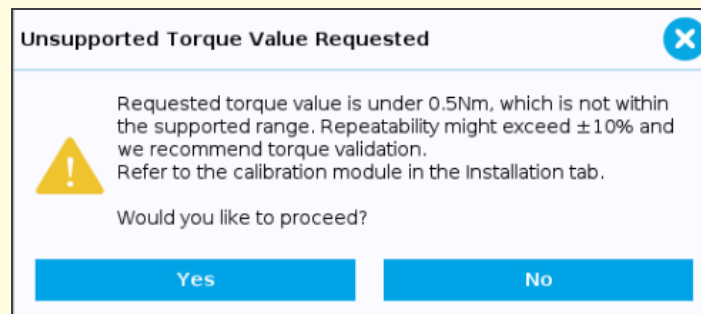 Unsupported Torque Value Requested
Requested torque value is under 0.5Nm, which is not within
the supported range. Repeatability might exceed ±10% and
we recommend torque validation.
Refer to the calibration module in the Installation tab.
Would you like to proceed?
Yes
No